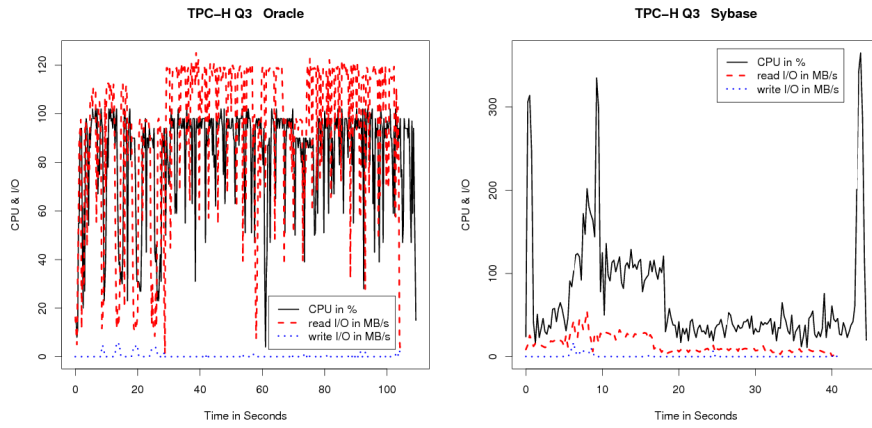 TPC−H Q3   Oracle
CPU & I/O
120
100
80
60
40
20
0
CPU in %
read I/O in MB/s
write I/O in MB/s
0 20 40 60 80 100
Time in Seconds
TPC−H Q3   Sybase
CPU & I/O
300
200
100
0
CPU in %
read I/O in MB/s
write I/O in MB/s
0 10 20 30 40
Time in Seconds